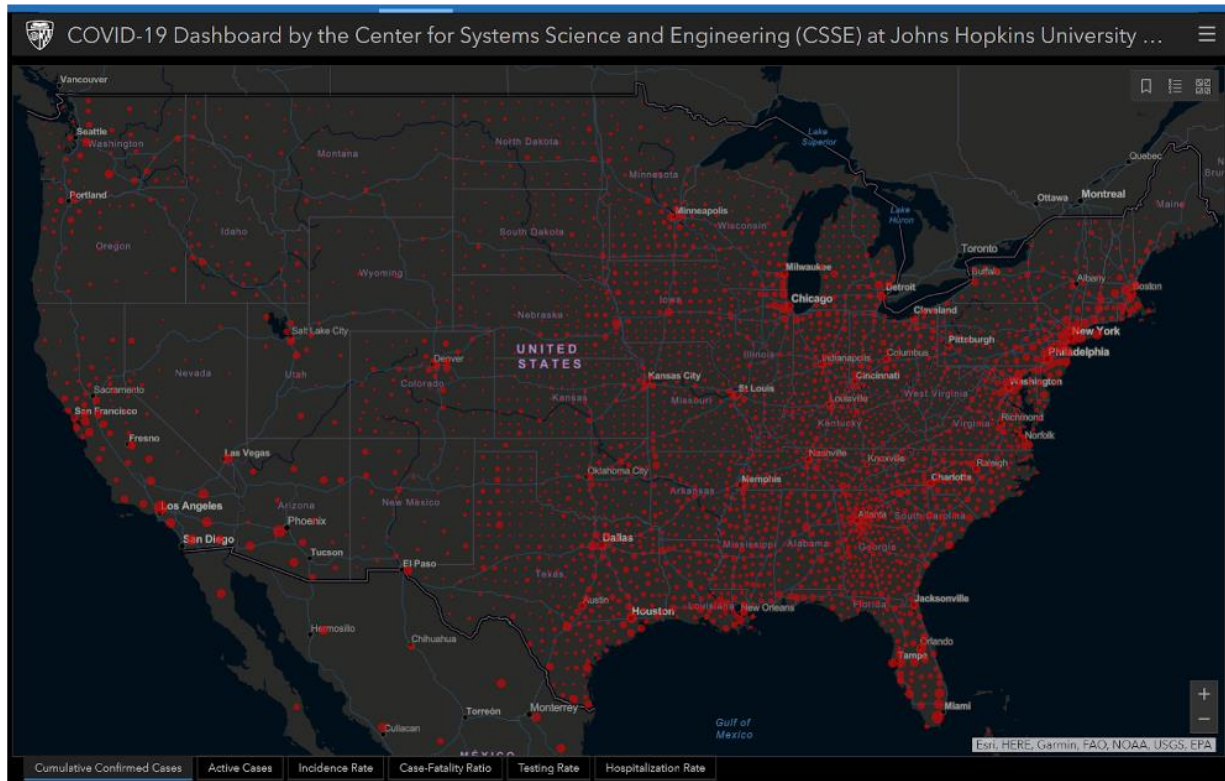 COVID-19 Dashboard by the Center for Systems Science and Engineering (CSSE) at Johns Hopkins University ...
Vancouver
Seattle
Washington
Portland
Oregon
Idaho
Montana
North Dakota
South Dakota
Minnesota
Minneapolis
Wisconsin
Lake
Superior
Lake
Huron
Quebec
Ottawa
Montreal
Maine
Toronto
Wyoming
Milwaukee
Chicago
Detroit
Buffalo
Albany
Boston
Iowa
Nebraska
Salt Lake City
Nevada
Utah
Denver
Colorado
UNITED
STATES
Kansas City
Kansas
Missouri
St Louis
Illinois
Indianapolis
Columbus
Cincinnati
Cleveland
Pittsburgh
New York
Philadelphia
Washington
West Virginia
Louisville
Kentucky
Virginia
Richmond
Norfolk
Sacramento
San Francisco
Fresno
Las Vegas
Los Angeles
San Diego
Arizona
Phoenix
Tucson
New Mexico
El Paso
Oklahoma City
Arkansas
Memphis
Nashville
Knoxville
Raleigh
Charlotte
Atlanta
South Carolina
Georgia
Alabama
Mississippi
Dallas
Texas
Austin
Houston
Louisiana
New Orleans
Florida
Jacksonville
Orlando
Tampa
Miami
Hermosillo
Chihuahua
Torreón
Monterrey
Culiacan
MÉXICO
Gulf of
Mexico
+
−
Esri, HERE, Garmin, FAO, NOAA, USGS, EPA
Cumulative Confirmed Cases
Active Cases
Incidence Rate
Case-Fatality Ratio
Testing Rate
Hospitalization Rate